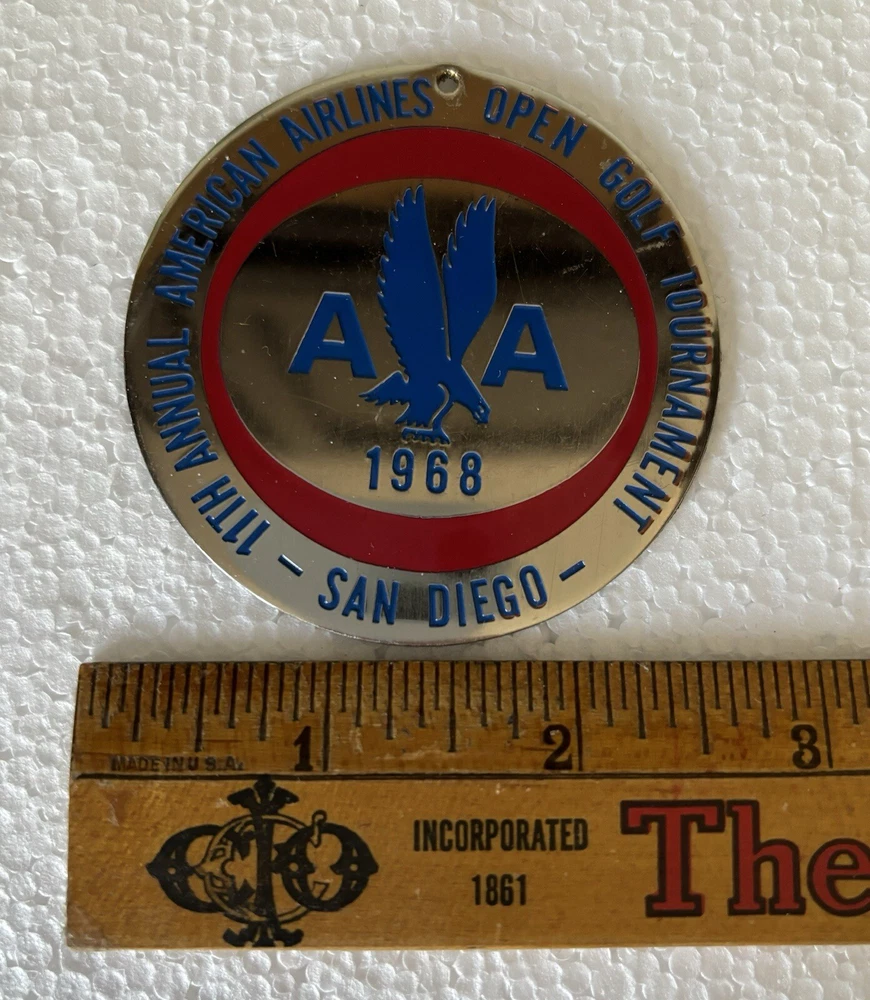 11TH ANNUAL AMERICAN AIRLINES OPEN GOLF TOURNAMENT
A A
1968
- SAN DIEGO -
1 2 3
MADE IN U.S.A.
INCORPORATED
1861
The